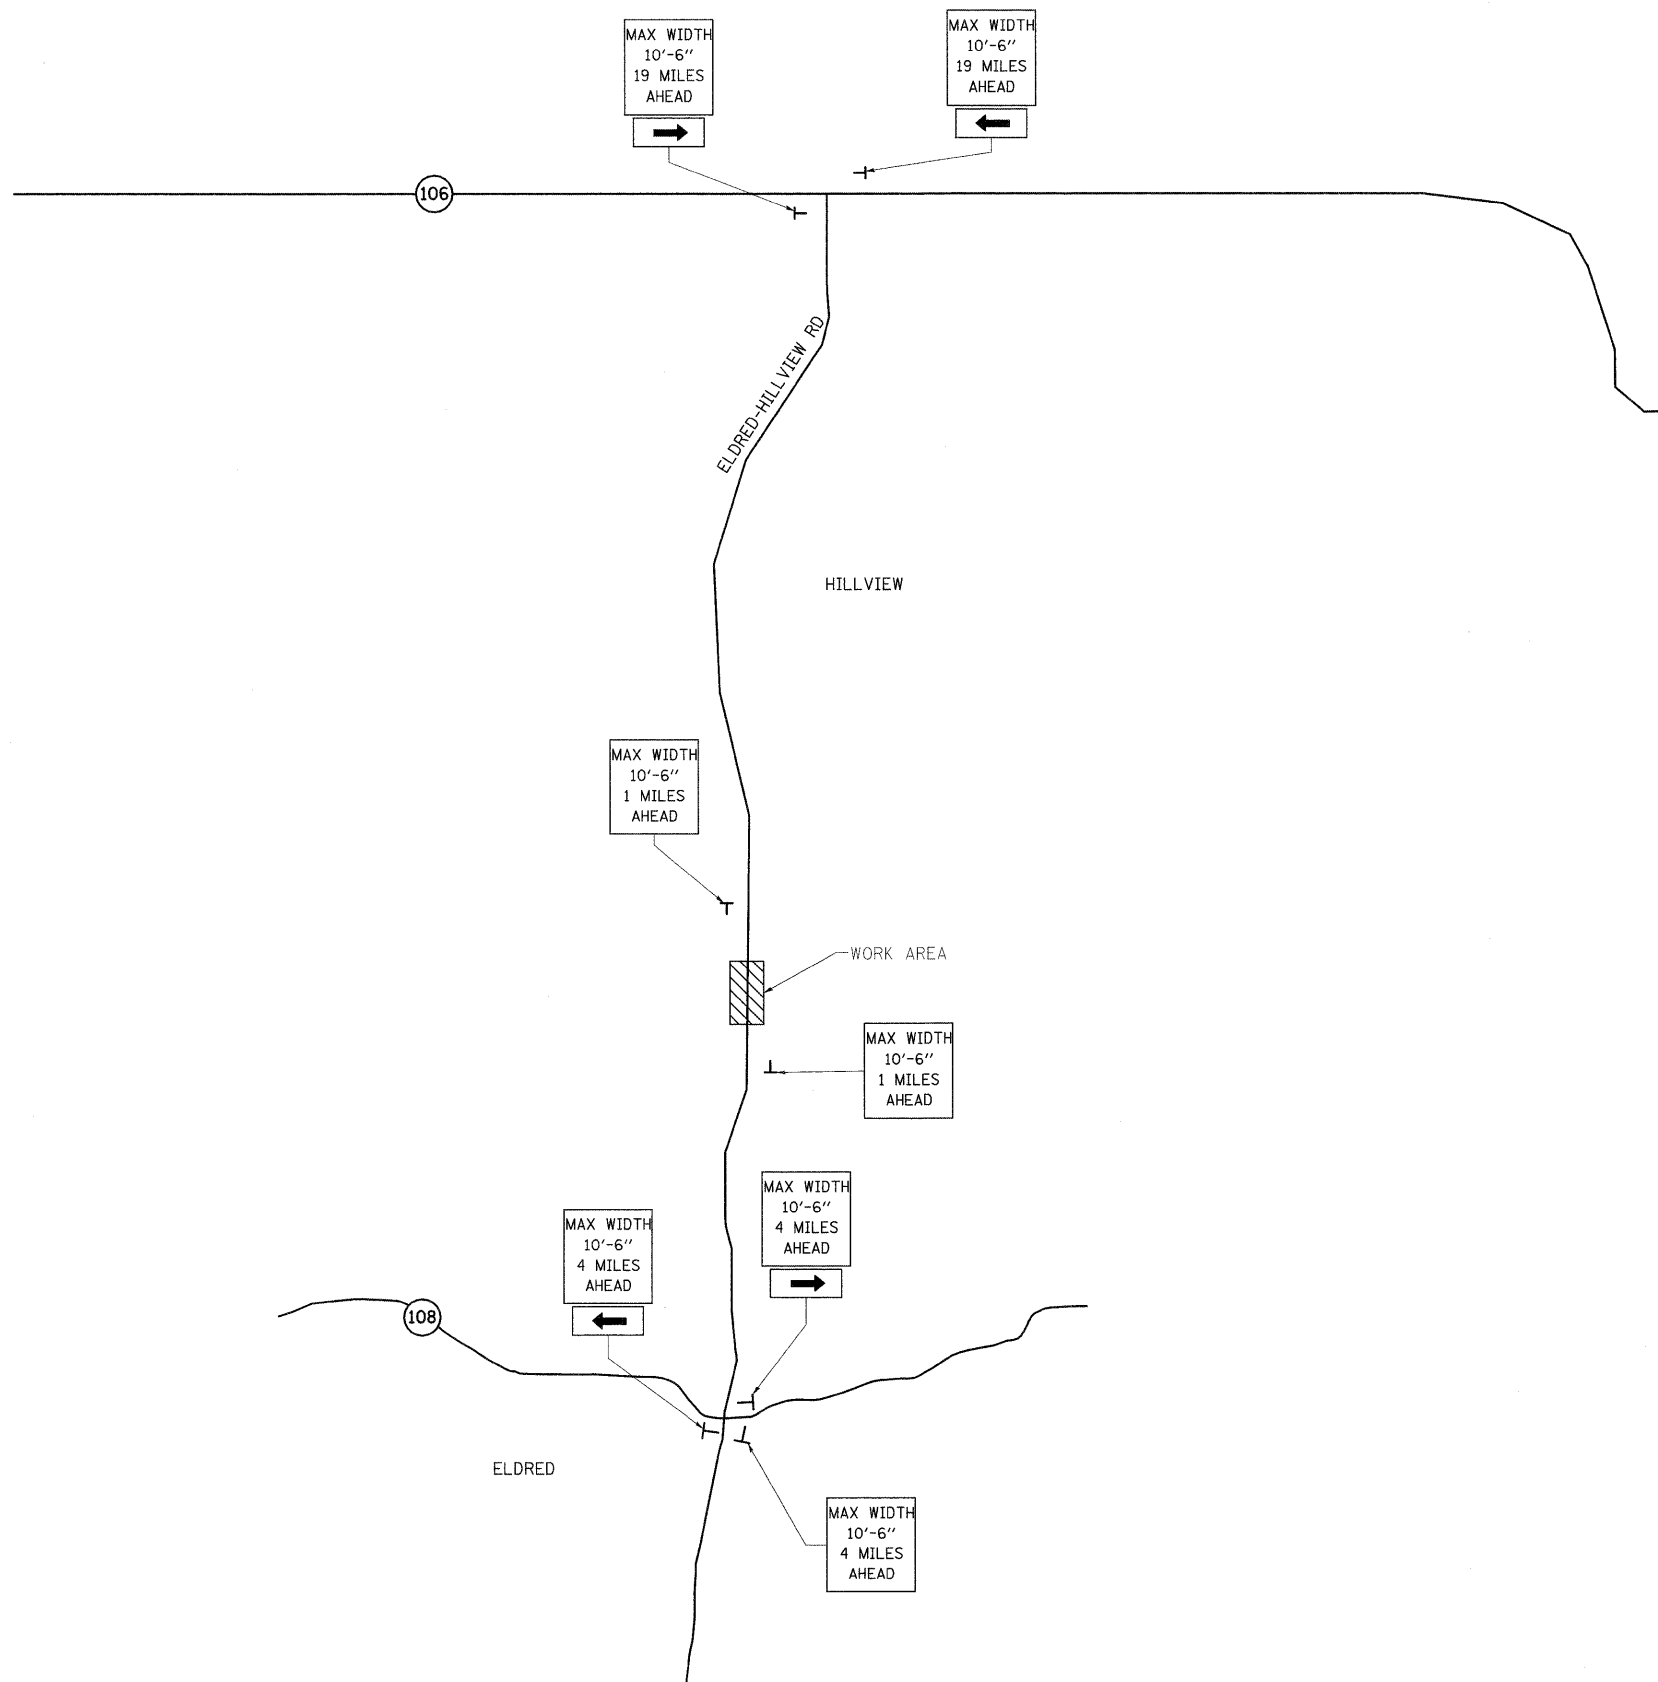 MAX WIDTH
10'-6"
19 MILES
AHEAD
MAX WIDTH
10'-6"
19 MILES
AHEAD
106
ELDRED-HILLVIEW RD
HILLVIEW
MAX WIDTH
10'-6"
1 MILES
AHEAD
WORK AREA
MAX WIDTH
10'-6"
1 MILES
AHEAD
MAX WIDTH
10'-6"
4 MILES
AHEAD
MAX WIDTH
10'-6"
4 MILES
AHEAD
108
ELDRED
MAX WIDTH
10'-6"
4 MILES
AHEAD